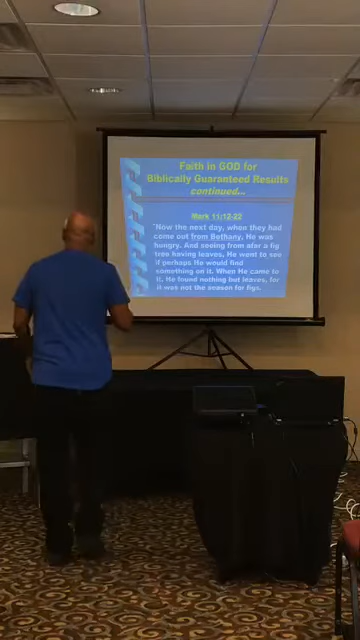 Faith in GOD for
Biblically Guaranteed Results
continued...
Mark 11:12-22
"Now the next day, when they had
come out from Bethany, He was
hungry. And seeing from afar a fig
tree having leaves, He went to see
if perhaps He would find
something on it. When He came to
it, He found nothing but leaves, for
it was not the season for figs.